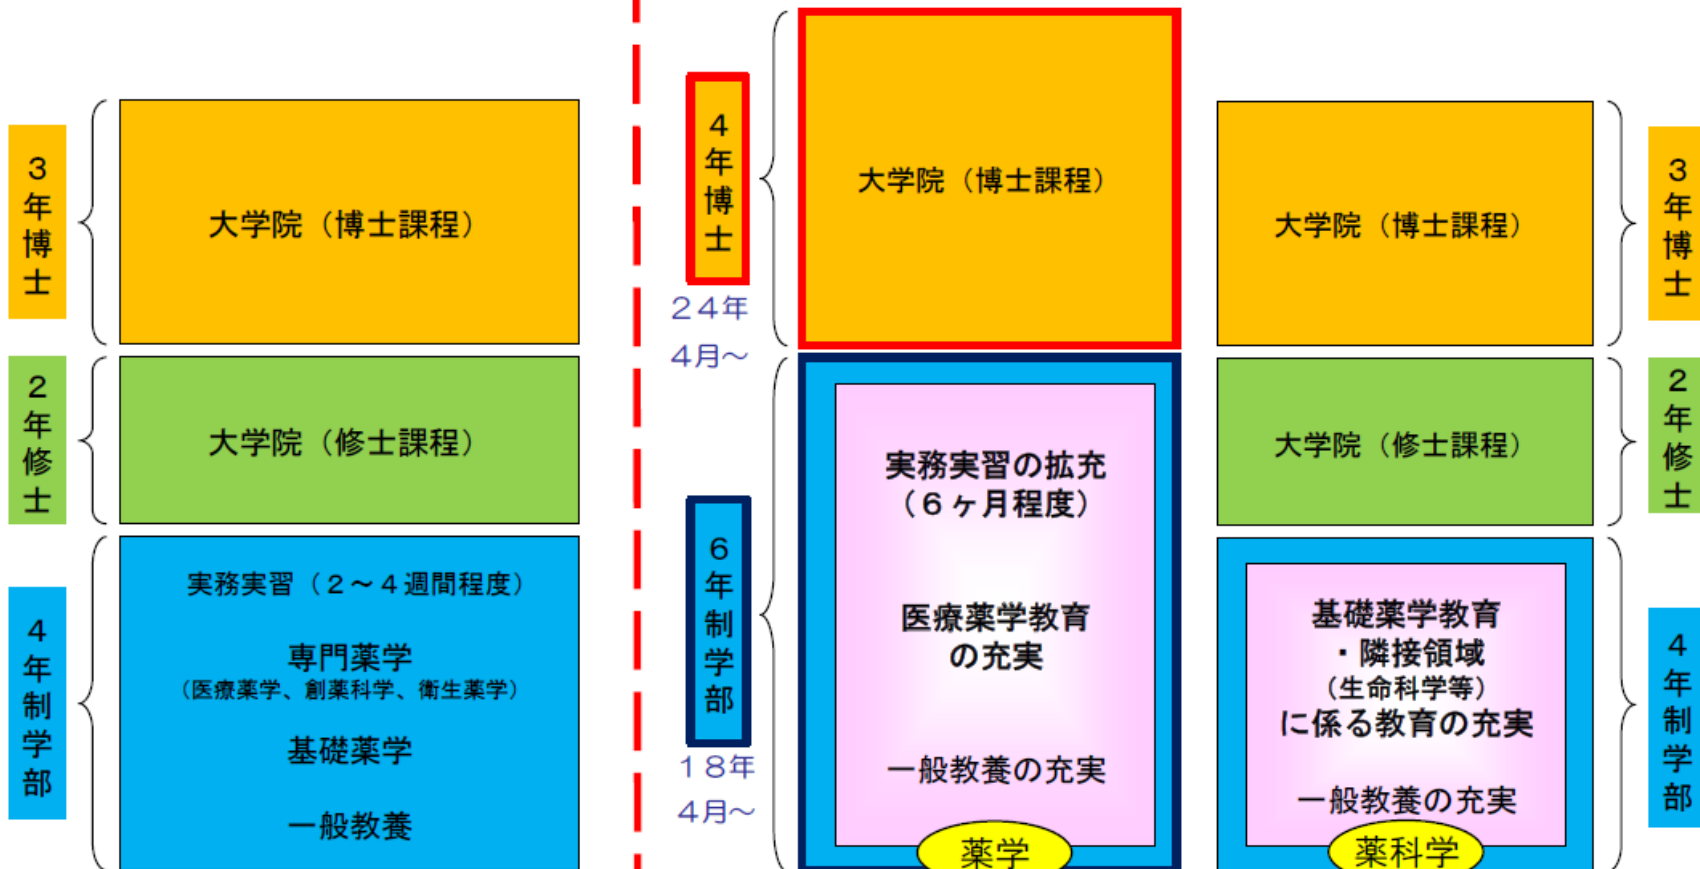 3年博士
大学院（博士課程）
2年修士
大学院（修士課程）
4年制学部
実務実習（２～４週間程度）
専門薬学
（医療薬学、創薬科学、衛生薬学）
基礎薬学
一般教養
4年博士
２４年
４月～
大学院（博士課程）
6年制学部
１８年
４月～
実務実習の拡充
（６ヶ月程度）
医療薬学教育
の充実
一般教養の充実
薬学
大学院（博士課程）
3年博士
大学院（修士課程）
2年修士
基礎薬学教育
・隣接領域
（生命科学等）
に係る教育の充実
一般教養の充実
薬科学
4年制学部